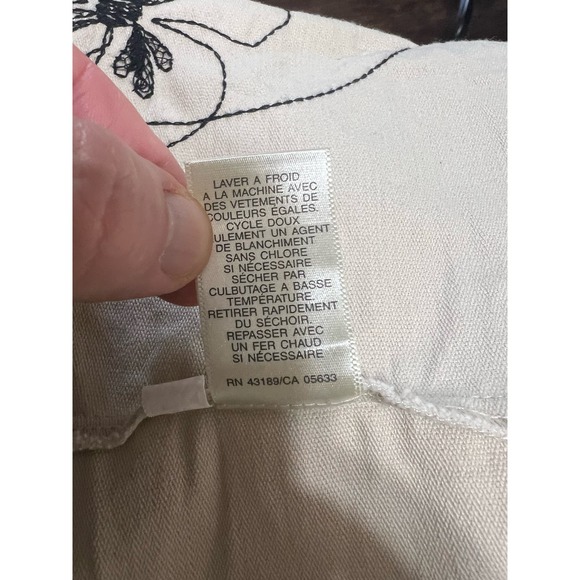 LAVER A FROID
A LA MACHINE AVEC
DES VETEMENTS DE
COULEURS ÉGALES.
CYCLE DOUX
EULEMENT UN AGENT
DE BLANCHIMENT
SANS CHLORE
SI NÉCESSAIRE
SÉCHER PAR
CULBUTAGE A BASSE
TEMPÉRATURE.
RETIRER RAPIDEMENT
DU SÉCHOIR.
REPASSER AVEC
UN FER CHAUD
SI NÉCESSAIRE
RN 43189/CA 05633